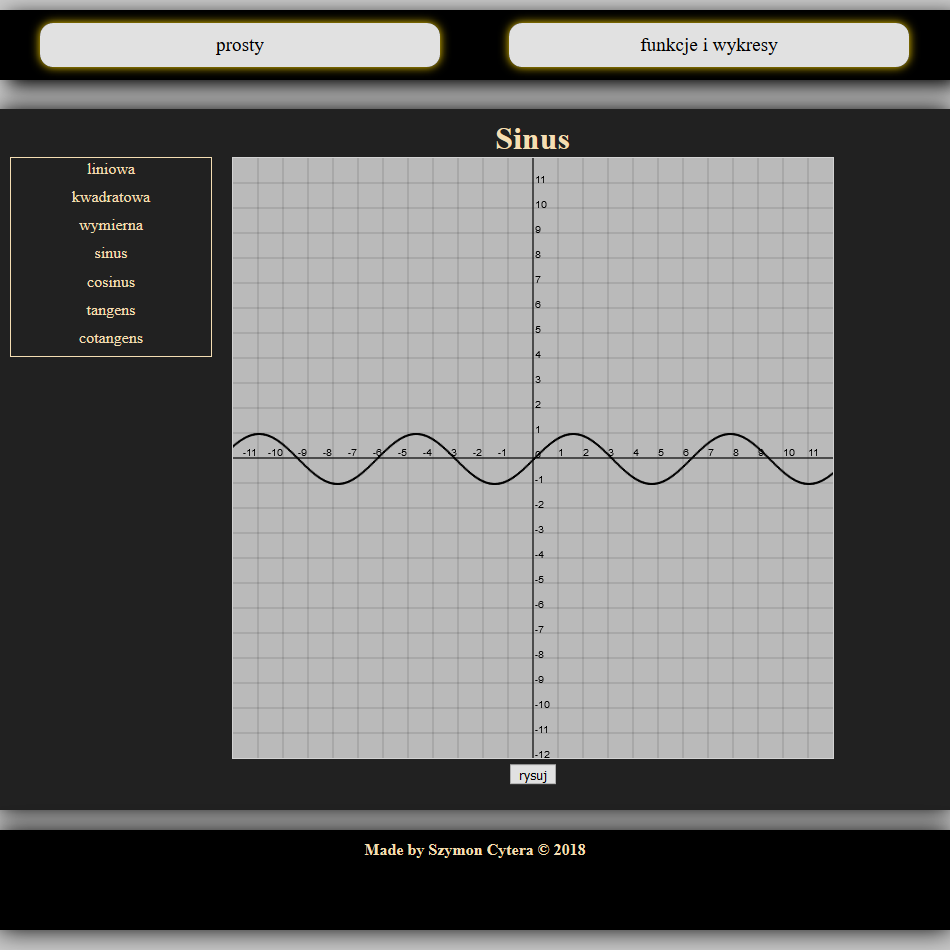 prosty
funkcje i wykresy
Sinus
liniowa
kwadratowa
wymierna
sinus
cosinus
tangens
cotangens
11
10
9
8
7
6
5
4
3
2
1
-11 -10 -9 -8 -7 -6 -5 -4 -3 -2 -1 0 1 2 3 4 5 6 7 8 9 10 11
-1
-2
-3
-4
-5
-6
-7
-8
-9
-10
-11
-12
rysuj
Made by Szymon Cytera © 2018